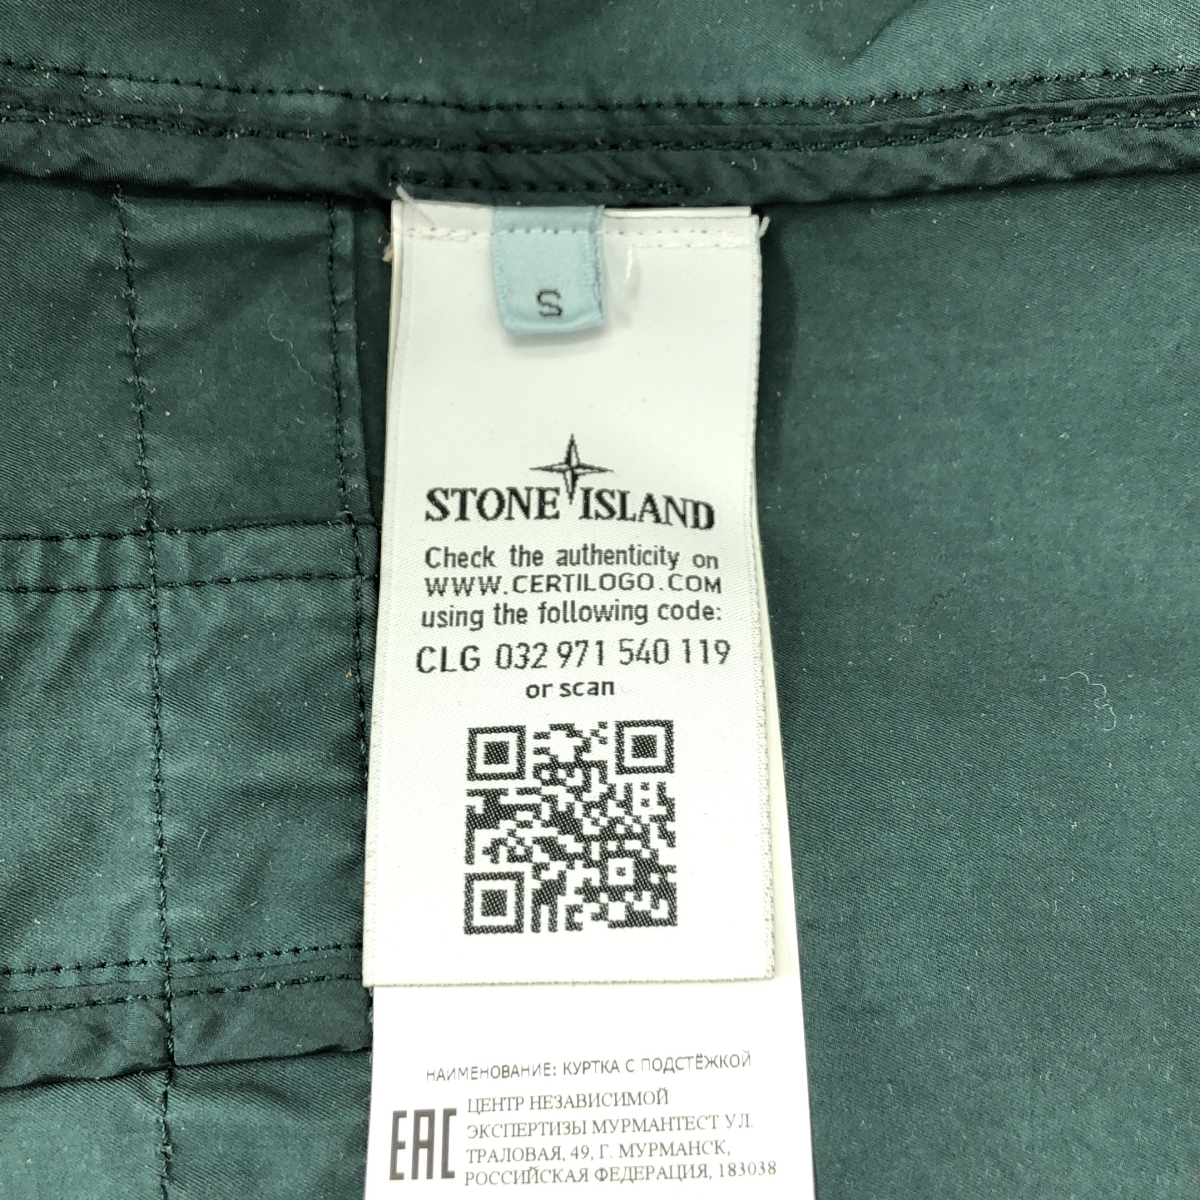 S
STONE ISLAND
Check the authenticity on
WWW.CERTILOGO.COM
using the following code:
CLG 032 971 540 119
or scan
НАИМЕНОВАНИЕ: КУРТКА С ПОДСТЁЖКОЙ
EAC
ЦЕНТР НЕЗАВИСИМОЙ
ЭКСПЕРТИЗЫ МУРМАНТЕСТ УЛ.
ТРАЛОВАЯ, 49, Г. МУРМАНСК,
РОССИЙСКАЯ ФЕДЕРАЦИЯ, 183038